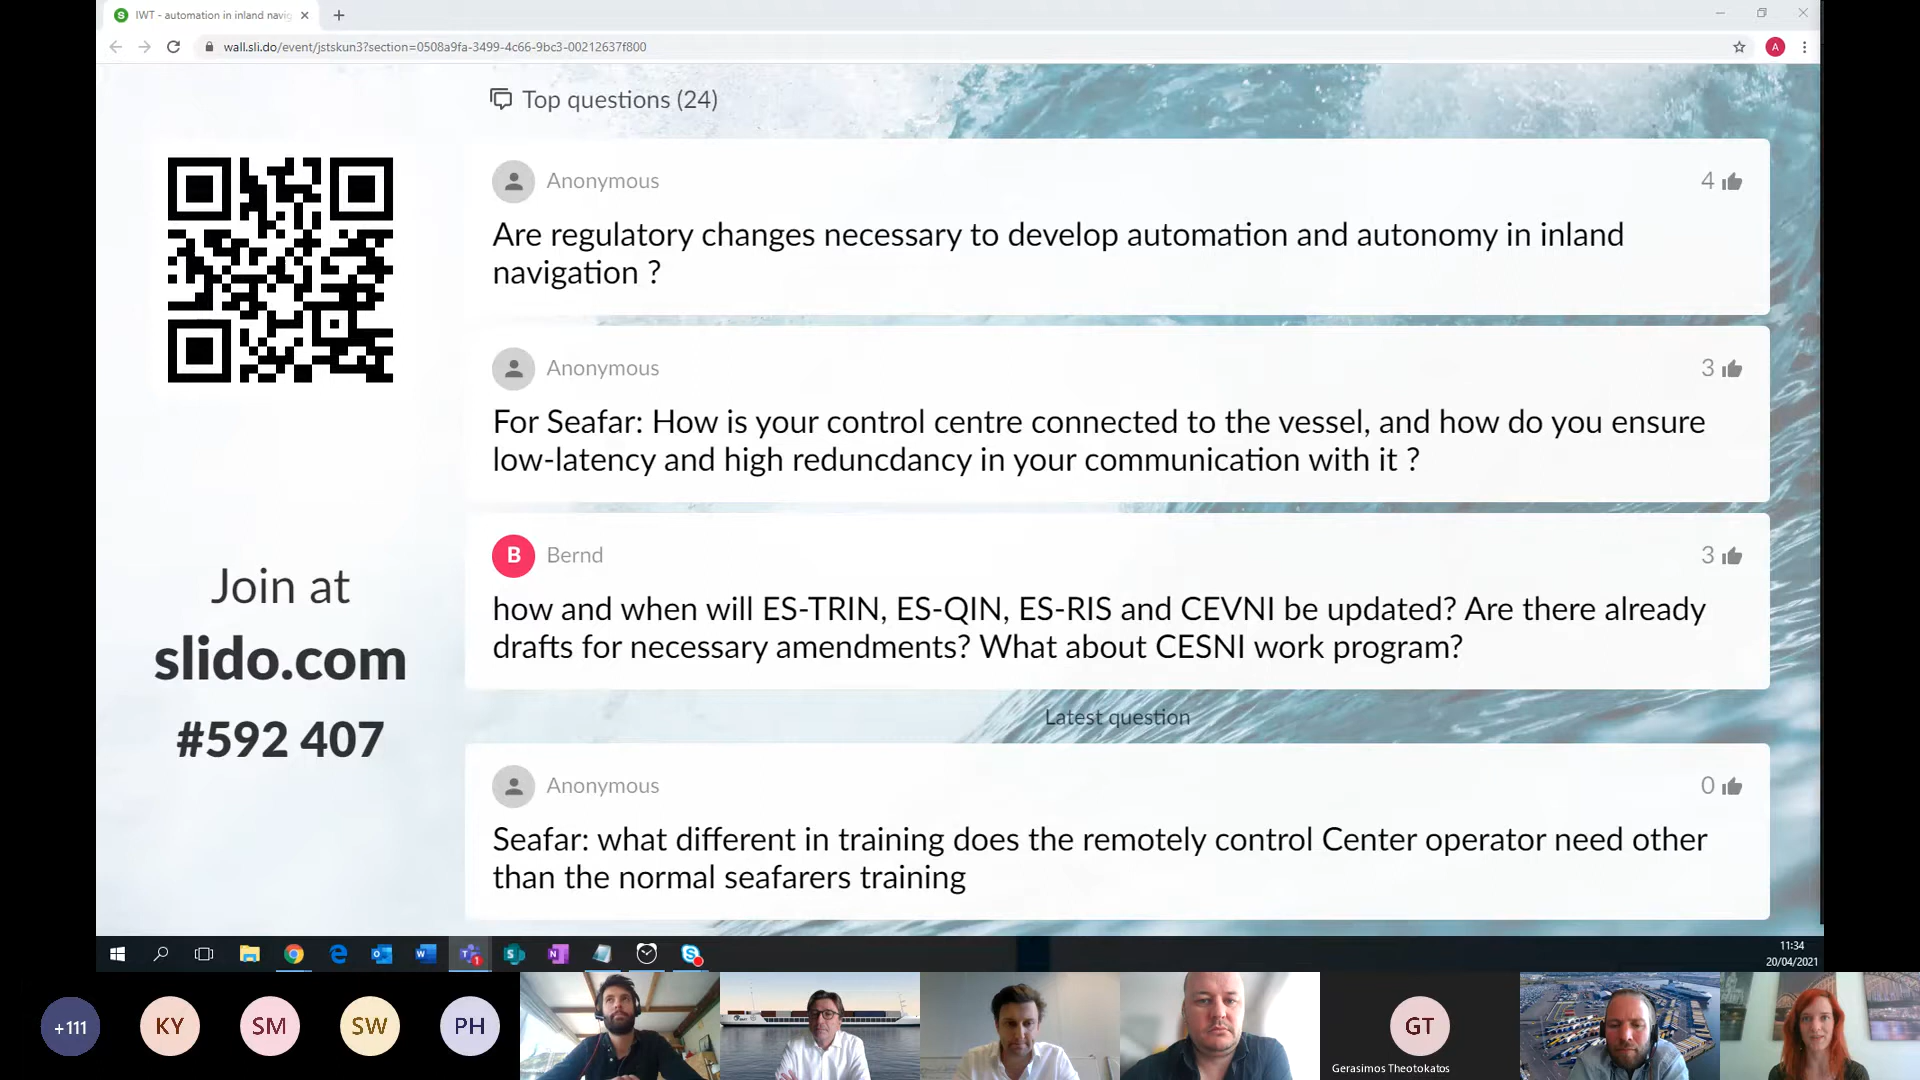 IWT - automation in inland navig
wall.sli.do/event/jstskun3?section=0508a9fa-3499-4c66-9bc3-00212637f800
A
Top questions (24)
Anonymous
4
Are regulatory changes necessary to develop automation and autonomy in inland
navigation ?
Anonymous
3
For Seafar: How is your control centre connected to the vessel, and how do you ensure
low-latency and high reduncdancy in your communication with it ?
B
Bernd
3
how and when will ES-TRIN, ES-QIN, ES-RIS and CEVNI be updated? Are there already
drafts for necessary amendments? What about CESNI work program?
Latest question
Anonymous
0
Seafar: what different in training does the remotely control Center operator need other
than the normal seafarers training
Join at
slido.com
#592 407
11:34
20/04/2021
+111
KY
SM
SW
PH
GT
Gerasimos Theotokatos